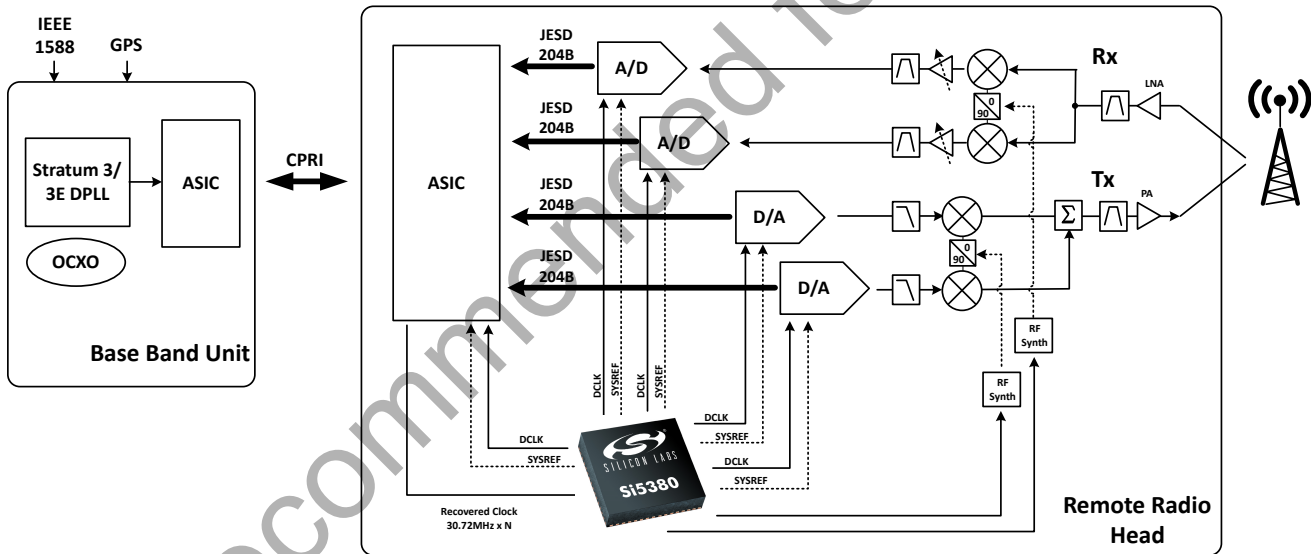 IEEE
1588
GPS
Stratum 3/
3E DPLL
ASIC
OCXO
Base Band Unit
CPRI
ASIC
JESD
204B
A/D
JESD
204B
A/D
JESD
204B
D/A
JESD
204B
D/A
Rx
LNA
0
90
Tx
PA
Σ
0
90
RF
Synth
RF
Synth
DCLK
SYSREF
DCLK
SYSREF
DCLK
SYSREF
DCLK
SYSREF
DCLK
SYSREF
SILICON LABS
Si5380
Recovered Clock
30.72MHz x N
Remote Radio
Head
ecommended